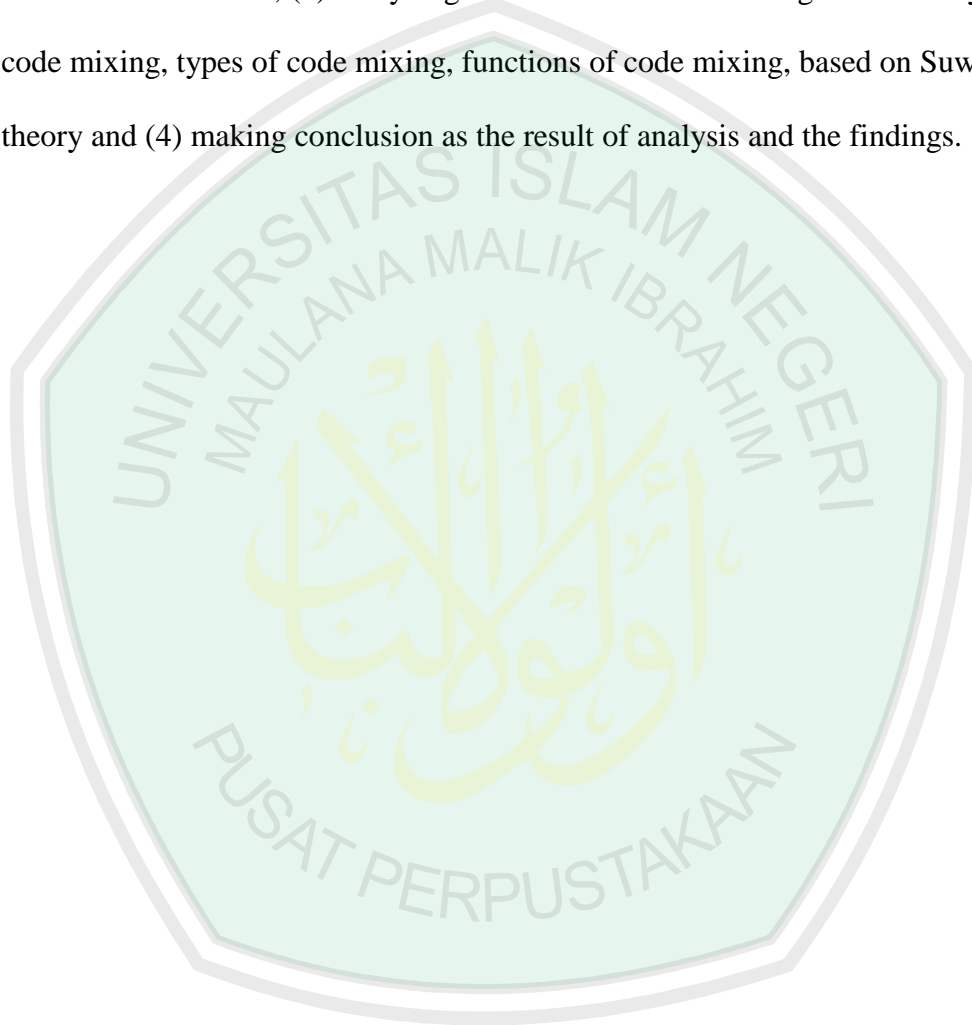 code mixing, types of code mixing, functions of code mixing, based on
theory and (4) making conclusion as the result of analysis and the findings.
UNIVERSITAS ISLAM NEGERI
MAULANA MALIK IBRAHIM
PUSAT PERPUSTAKAAN